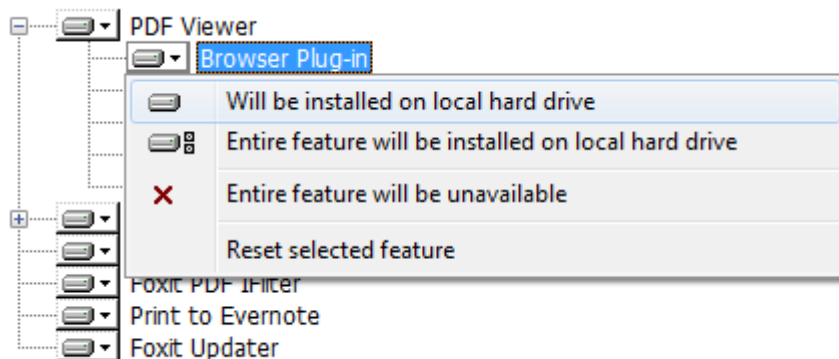 PDF Viewer
Browser Plug-in
Will be installed on local hard drive
Entire feature will be installed on local hard drive
Entire feature will be unavailable
Reset selected feature
Foxit PDF IFilter
Print to Evernote
Foxit Updater